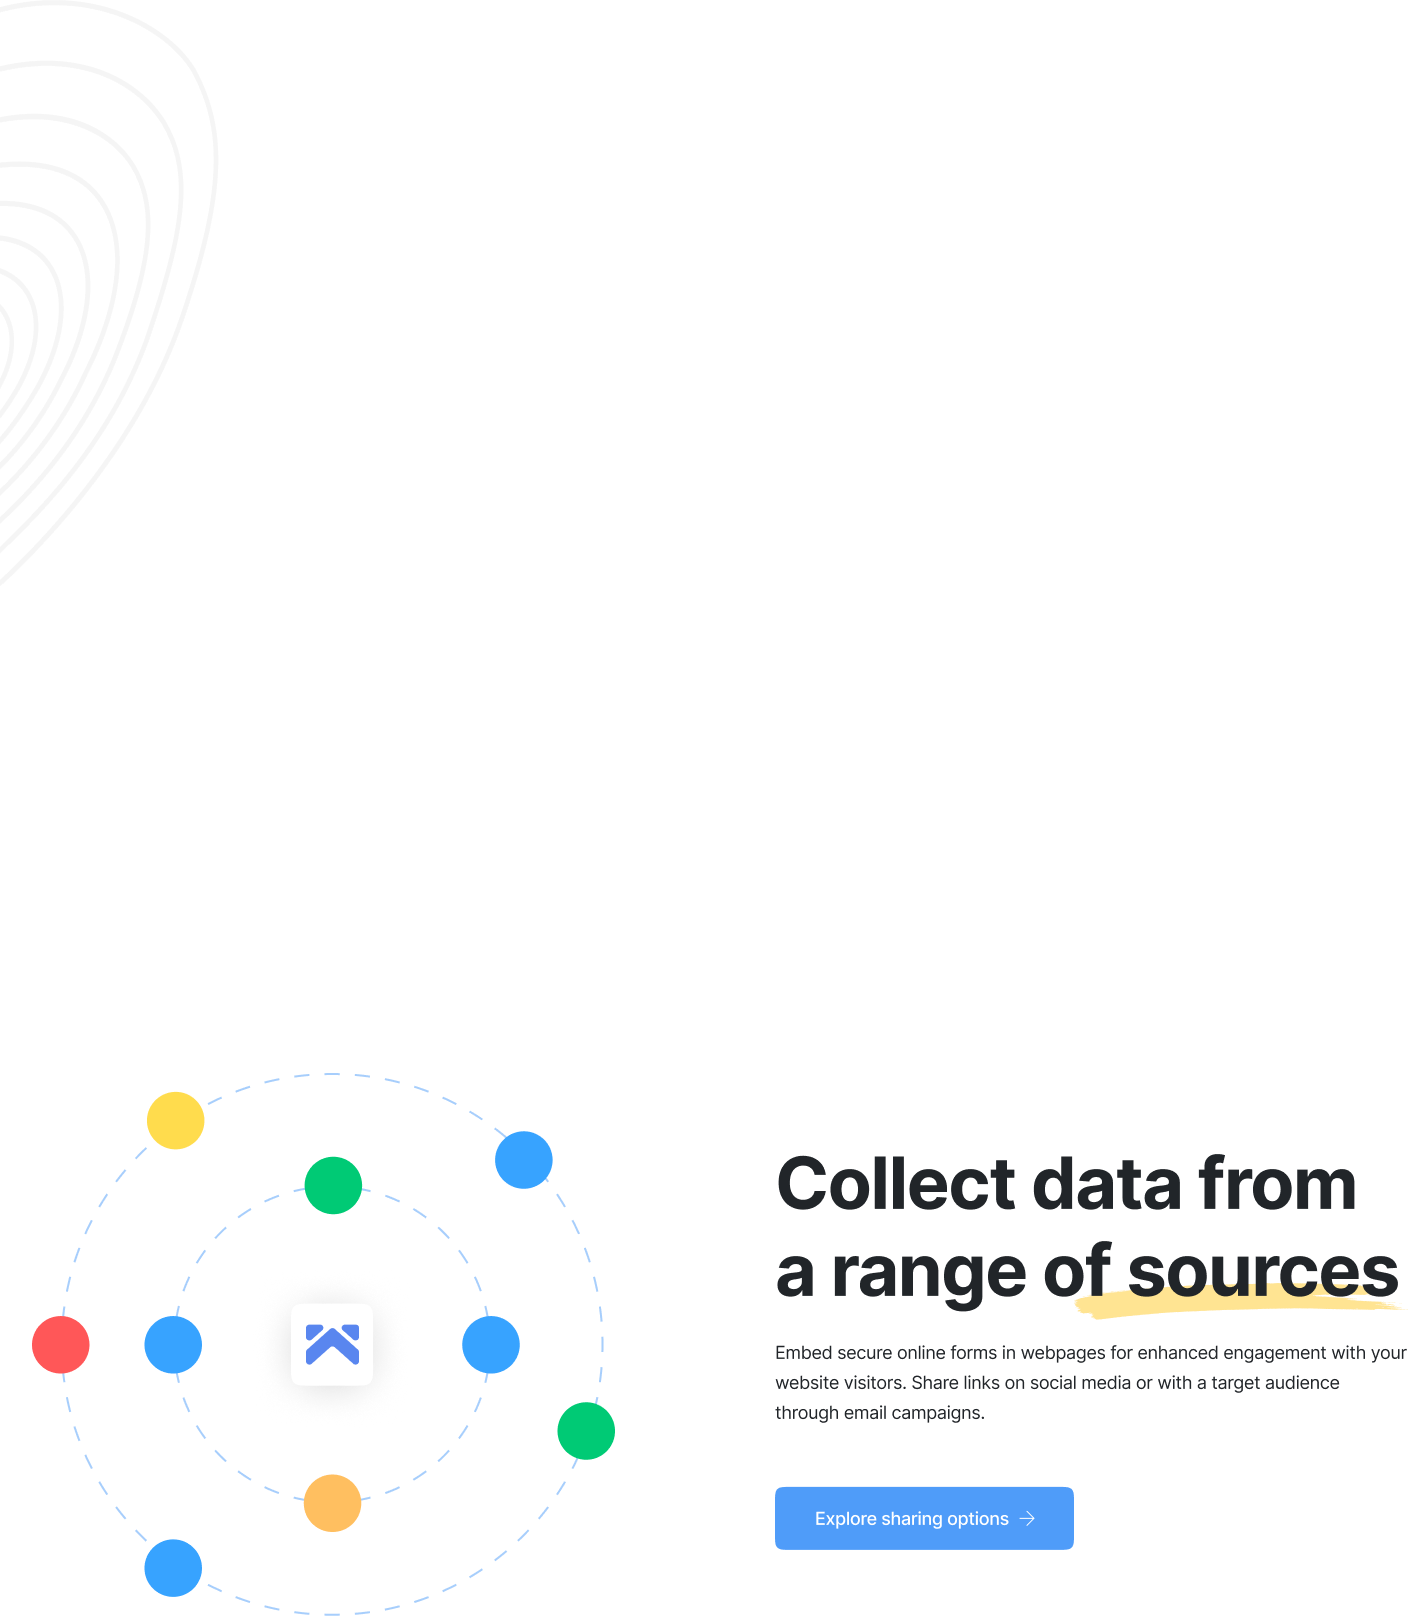 Collect data from
a range of sources
Embed secure online forms in webpages for enhanced engagement with your
website visitors. Share links on social media or with a target audience
through email campaigns.
Explore sharing options →